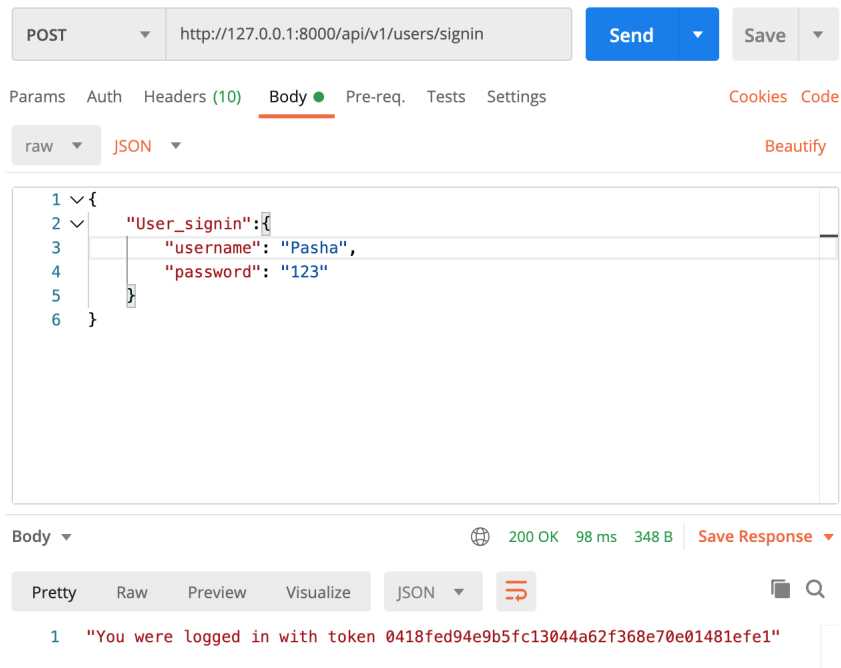 POST http://127.0.0.1:8000/api/v1/users/signin Send Save
Params Auth Headers (10) Body Pre-req. Tests Settings Cookies Code
raw JSON Beautify
1 {
2 "User_signin":{
3 "username": "Pasha",
4 "password": "123"
5 }
6 }
Body 200 OK 98 ms 348 B Save Response
Pretty Raw Preview Visualize JSON
1 "You were logged in with token 0418fed94e9b5fc13044a62f368e70e01481efe1"